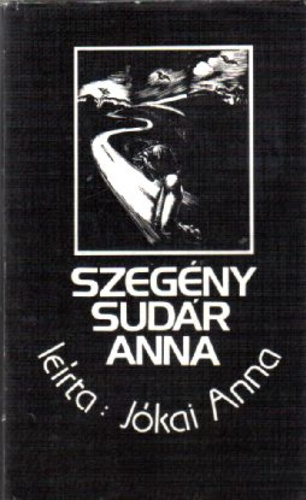 SZEGÉNY
SUDÁR
ANNA
leírta: Jókai Anna